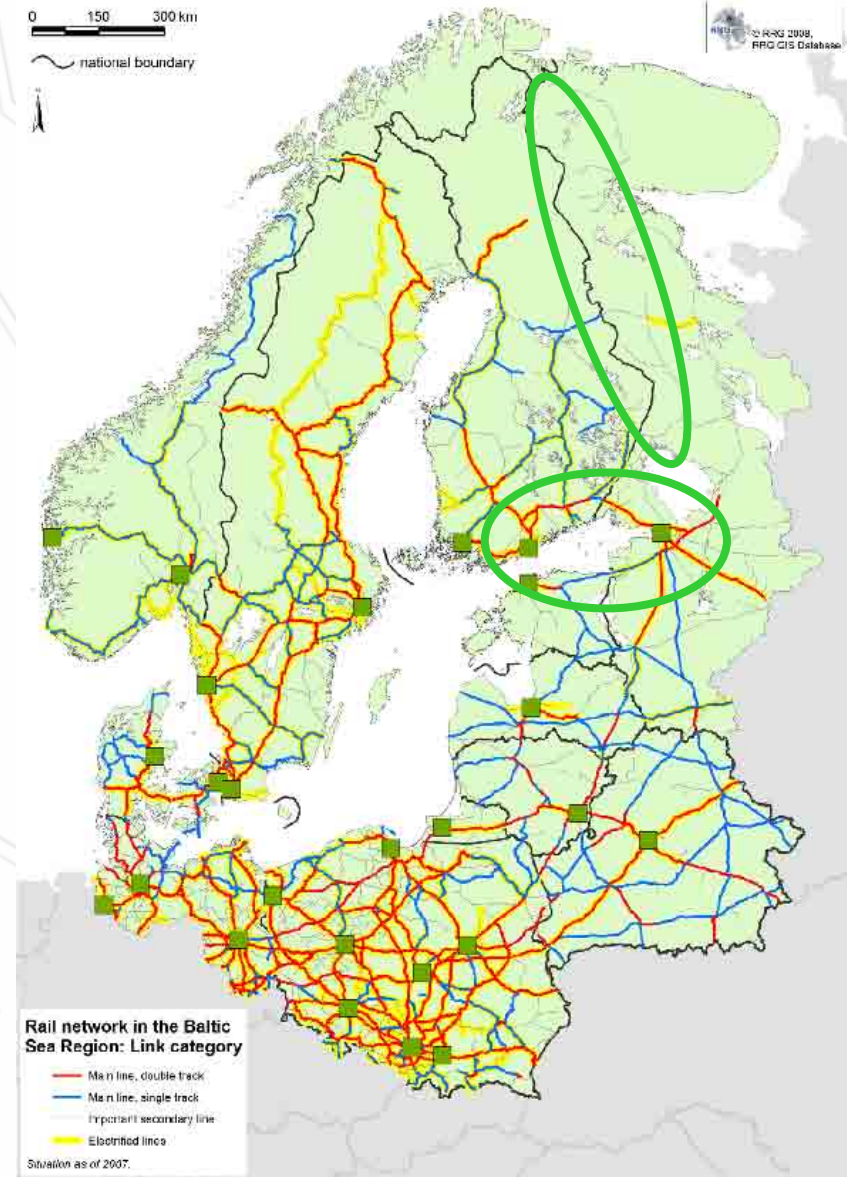 0 150 300 km
national boundary
© RRG 2008,
RRG GIS Database
Rail network in the Baltic
Sea Region: Link category
Main line, double track
Main line, single track
Important secondary line
Electrified lines
Situation as of 2007.